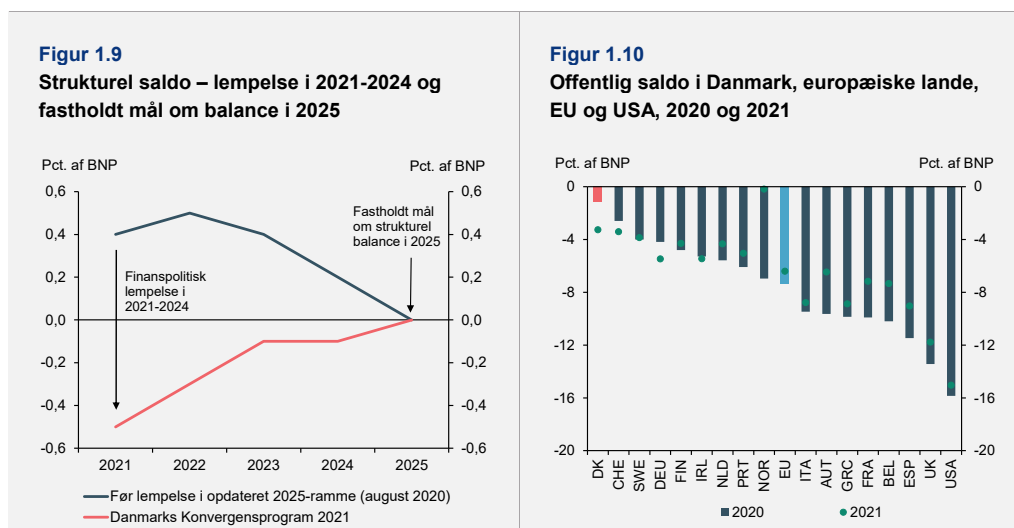 Figur 1.9
Strukturel saldo – lempelse i 2021-2024 og
fastholdt mål om balance i 2025
Pct. af BNP
Pct. af BNP
0,6
0,4
0,2
0,0
-0,2
-0,4
-0,6
0,6
0,4
0,2
0,0
-0,2
-0,4
-0,6
Fastholdt mål
om strukturel
balance i 2025
Finanspolitisk
lempelse i
2021-2024
2021 2022 2023 2024 2025
Før lempelse i opdateret 2025-ramme (august 2020)
Danmarks Konvergensprogram 2021
Figur 1.10
Offentlig saldo i Danmark, europæiske lande,
EU og USA, 2020 og 2021
Pct. af BNP
Pct. af BNP
0
-4
-8
-12
-16
-20
0
-4
-8
-12
-16
-20
DK
CHE
SWE
DEU
FIN
IRL
NLD
PRT
NOR
EU
ITA
AUT
GRC
FRA
BEL
ESP
UK
USA
2020 2021